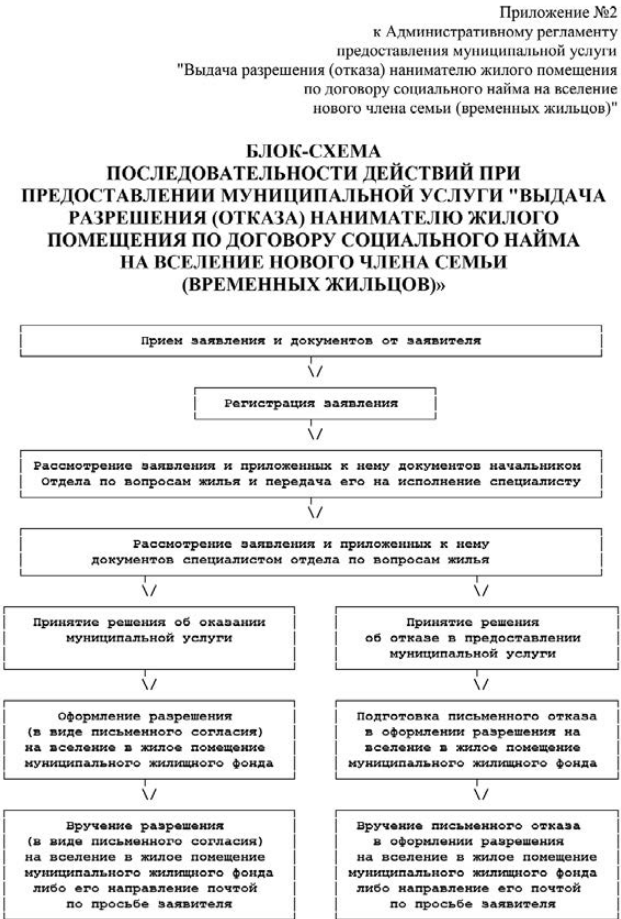 Приложение №2
к Административному регламенту
предоставления муниципальной услуги
"Выдача разрешения (отказа) нанимателю жилого помещения
по договору социального найма на вселение
нового члена семьи (временных жильцов)"
БЛОК-СХЕМА
ПОСЛЕДОВАТЕЛЬНОСТИ ДЕЙСТВИЙ ПРИ
ПРЕДОСТАВЛЕНИИ МУНИЦИПАЛЬНОЙ УСЛУГИ "ВЫДАЧА
РАЗРЕШЕНИЯ (ОТКАЗА) НАНИМАТЕЛЮ ЖИЛОГО
ПОМЕЩЕНИЯ ПО ДОГОВОРУ СОЦИАЛЬНОГО НАЙМА
НА ВСЕЛЕНИЕ НОВОГО ЧЛЕНА СЕМЬИ
(ВРЕМЕННЫХ ЖИЛЬЦОВ)»
Прием заявления и документов от заявителя
Регистрация заявления
Рассмотрение заявления и приложенных к нему документов начальником
Отдела по вопросам жилья и передача его на исполнение специалисту
Рассмотрение заявления и приложенных к нему
документов специалистом отдела по вопросам жилья
Принятие решения об оказании
муниципальной услуги
Принятие решения
об отказе в предоставлении
муниципальной услуги
Оформление разрешения
(в виде письменного согласия)
на вселение в жилое помещение
муниципального жилищного фонда
Подготовка письменного отказа
в оформлении разрешения на
вселение в жилое помещение
муниципального жилищного фонда
Вручение разрешения
(в виде письменного согласия)
на вселение в жилое помещение
муниципального жилищного фонда
либо его направление почтой
по просьбе заявителя
Вручение письменного отказа
в оформлении разрешения
на вселение в жилое помещение
муниципального жилищного фонда
либо направление его почтой
по просьбе заявителя